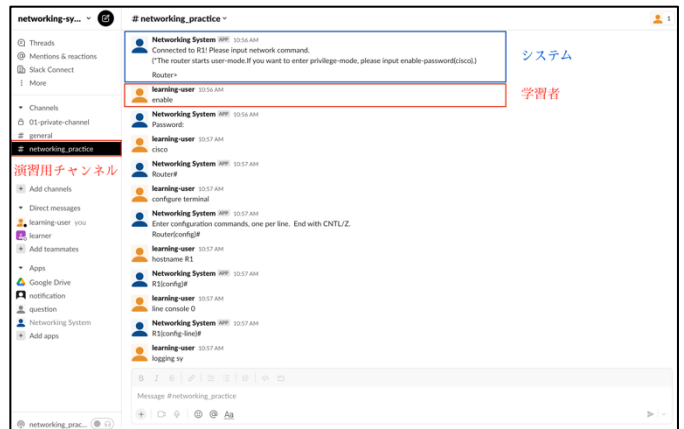 networking-sy...
Threads
Mentions & reactions
Slack Connect
More
Channels
01-private-channel
general
networking_practice
演習用チャンネル
Add channels
Direct messages
learning-user you
learner
Add teammates
Apps
Google Drive
notification
question
Networking System
Add apps
networking_prac...
# networking_practice
1
Networking System APP 10:56 AM
Connected to R1! Please input network command.
(*The router starts user-mode.If you want to enter privilege-mode, please input enable-password(cisco).)
Router>
システム
learning-user 10:56 AM
enable
学習者
Networking System APP 10:56 AM
Password:
learning-user 10:57 AM
cisco
Networking System APP 10:57 AM
Router#
learning-user 10:57 AM
configure terminal
Networking System APP 10:57 AM
Enter configuration commands, one per line. End with CNTL/Z.
Router(config)#
learning-user 10:57 AM
hostname R1
Networking System APP 10:57 AM
R1(config)#
learning-user 10:57 AM
line console 0
Networking System APP 10:57 AM
R1(config-line)#
learning-user 10:57 AM
logging sy
Message #networking_practice
Aa